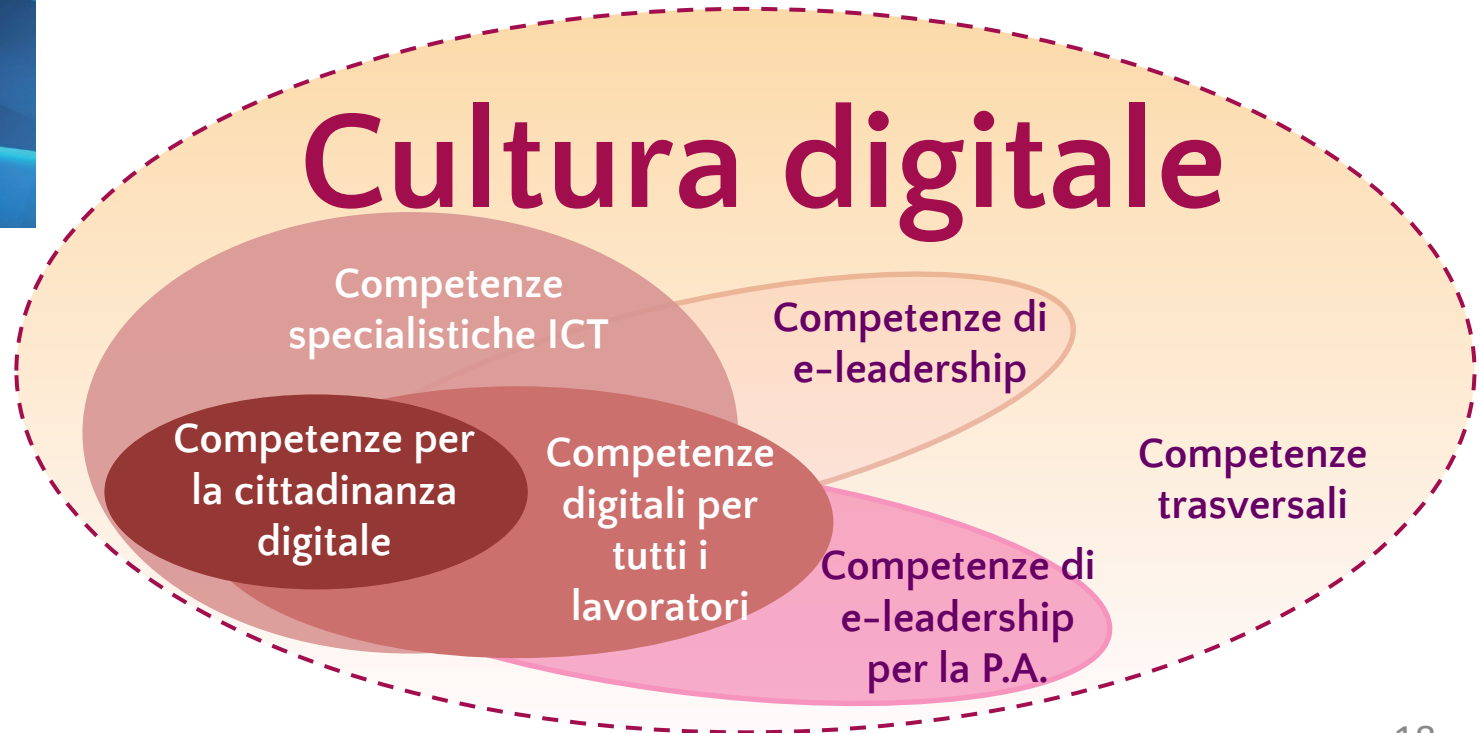 Cultura digitale
Competenze
specialistiche ICT
Competenze di
e-leadership
Competenze per
la cittadinanza
digitale
Competenze
digitali per
tutti i
lavoratori
Competenze
trasversali
Competenze di
e-leadership
per la P.A.